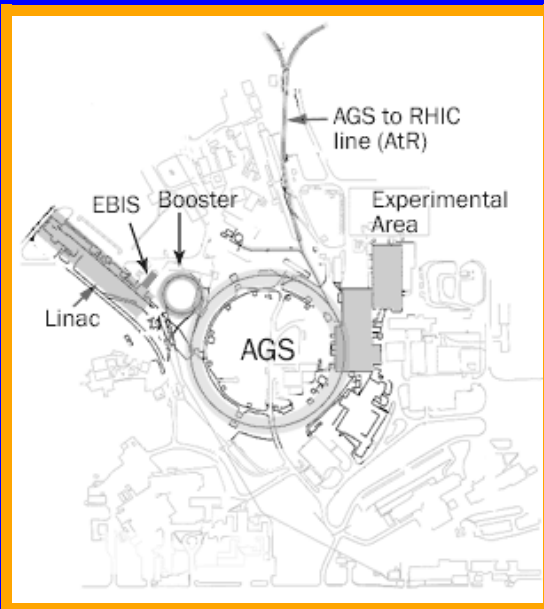 AGS to RHIC
line (AtR)
EBIS
Booster
Experimental
Area
Linac
AGS